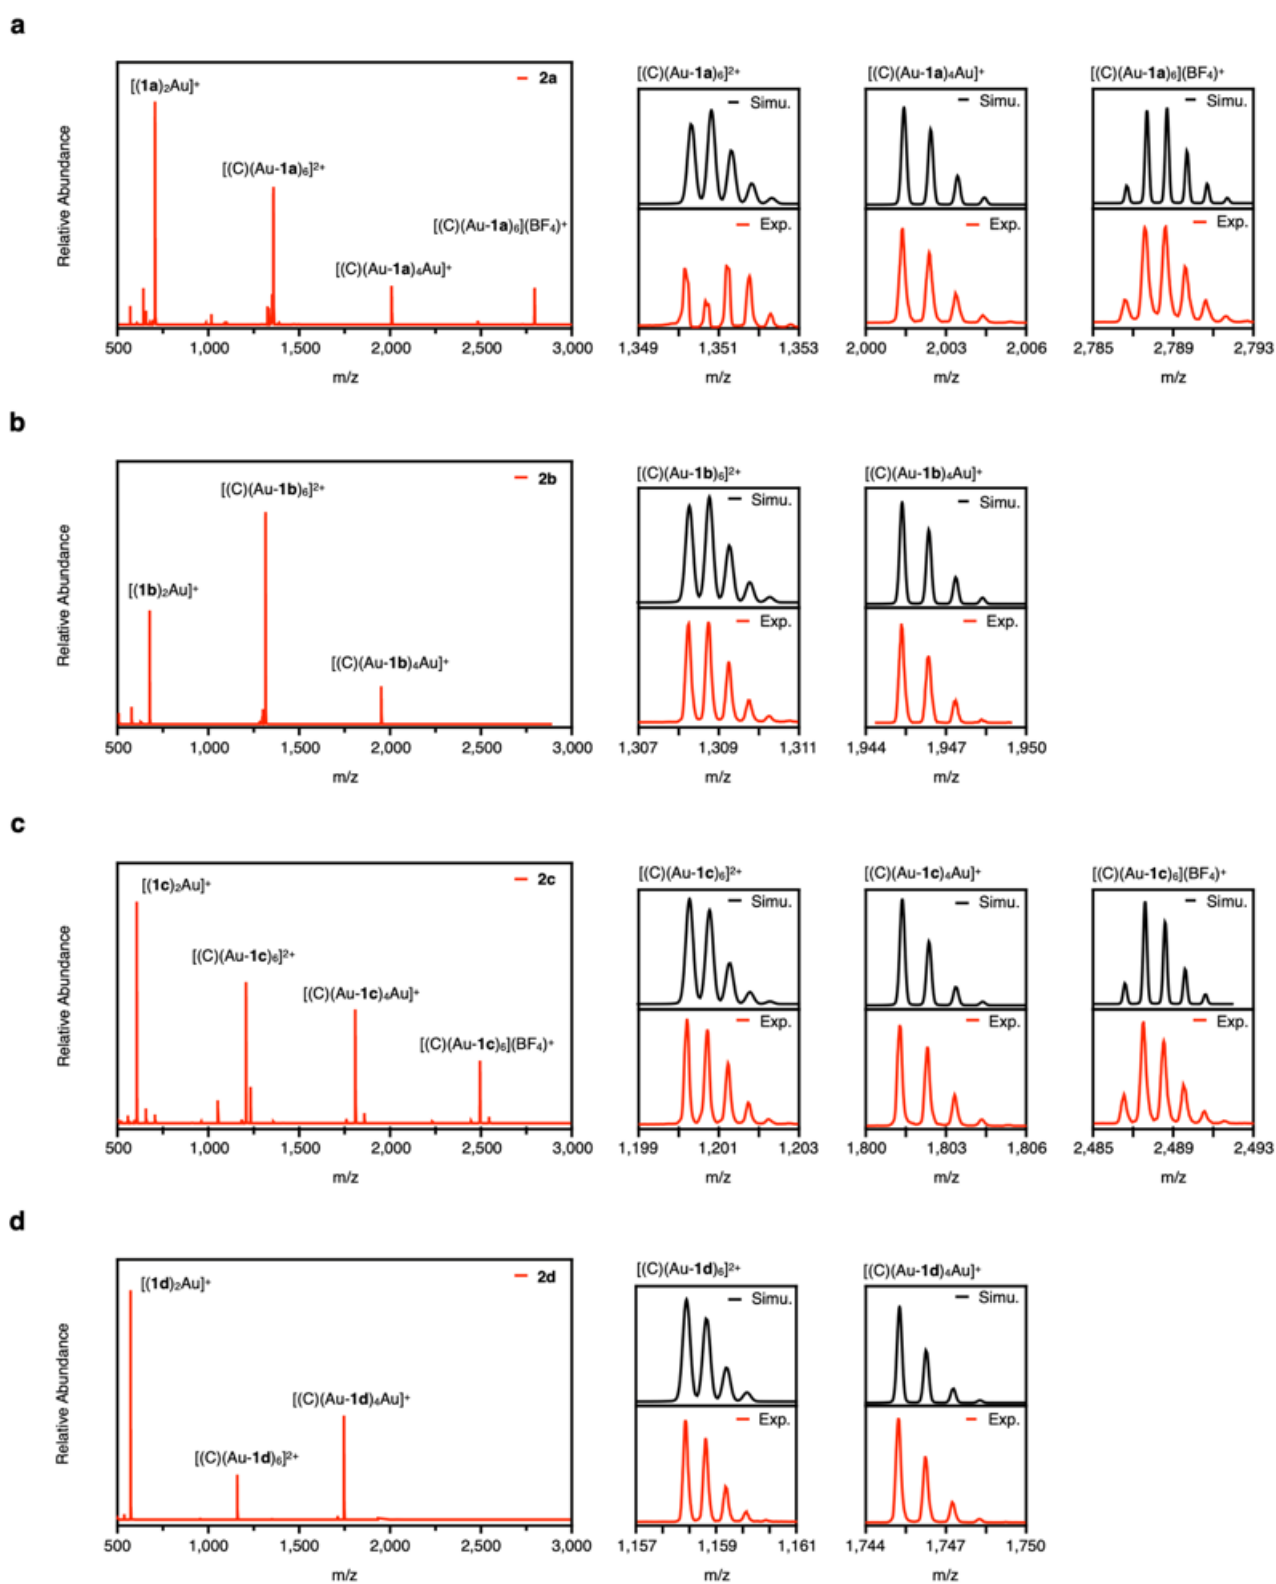 a
[(1a)₂Au]⁺
2a
[(C)(Au-1a)₆]²⁺
[(C)(Au-1a)₆](BF₄)⁺
[(C)(Au-1a)₄Au]⁺
Relative Abundance
500 1,000 1,500 2,000 2,500 3,000
m/z
[(C)(Au-1a)₆]²⁺
Simu.
Exp.
1,349 1,351 1,353
m/z
[(C)(Au-1a)₄Au]⁺
Simu.
Exp.
2,000 2,003 2,006
m/z
[(C)(Au-1a)₆](BF₄)⁺
Simu.
Exp.
2,785 2,789 2,793
m/z
b
2b
[(C)(Au-1b)₆]²⁺
[(1b)₂Au]⁺
[(C)(Au-1b)₄Au]⁺
Relative Abundance
500 1,000 1,500 2,000 2,500 3,000
m/z
[(C)(Au-1b)₆]²⁺
Simu.
Exp.
1,307 1,309 1,311
m/z
[(C)(Au-1b)₄Au]⁺
Simu.
Exp.
1,944 1,947 1,950
m/z
c
[(1c)₂Au]⁺
2c
[(C)(Au-1c)₆]²⁺
[(C)(Au-1c)₄Au]⁺
[(C)(Au-1c)₆](BF₄)⁺
Relative Abundance
500 1,000 1,500 2,000 2,500 3,000
m/z
[(C)(Au-1c)₆]²⁺
Simu.
Exp.
1,199 1,201 1,203
m/z
[(C)(Au-1c)₄Au]⁺
Simu.
Exp.
1,800 1,803 1,806
m/z
[(C)(Au-1c)₆](BF₄)⁺
Simu.
Exp.
2,485 2,489 2,493
m/z
d
[(1d)₂Au]⁺
2d
[(C)(Au-1d)₄Au]⁺
[(C)(Au-1d)₆]²⁺
Relative Abundance
500 1,000 1,500 2,000 2,500 3,000
m/z
[(C)(Au-1d)₆]²⁺
Simu.
Exp.
1,157 1,159 1,161
m/z
[(C)(Au-1d)₄Au]⁺
Simu.
Exp.
1,744 1,747 1,750
m/z